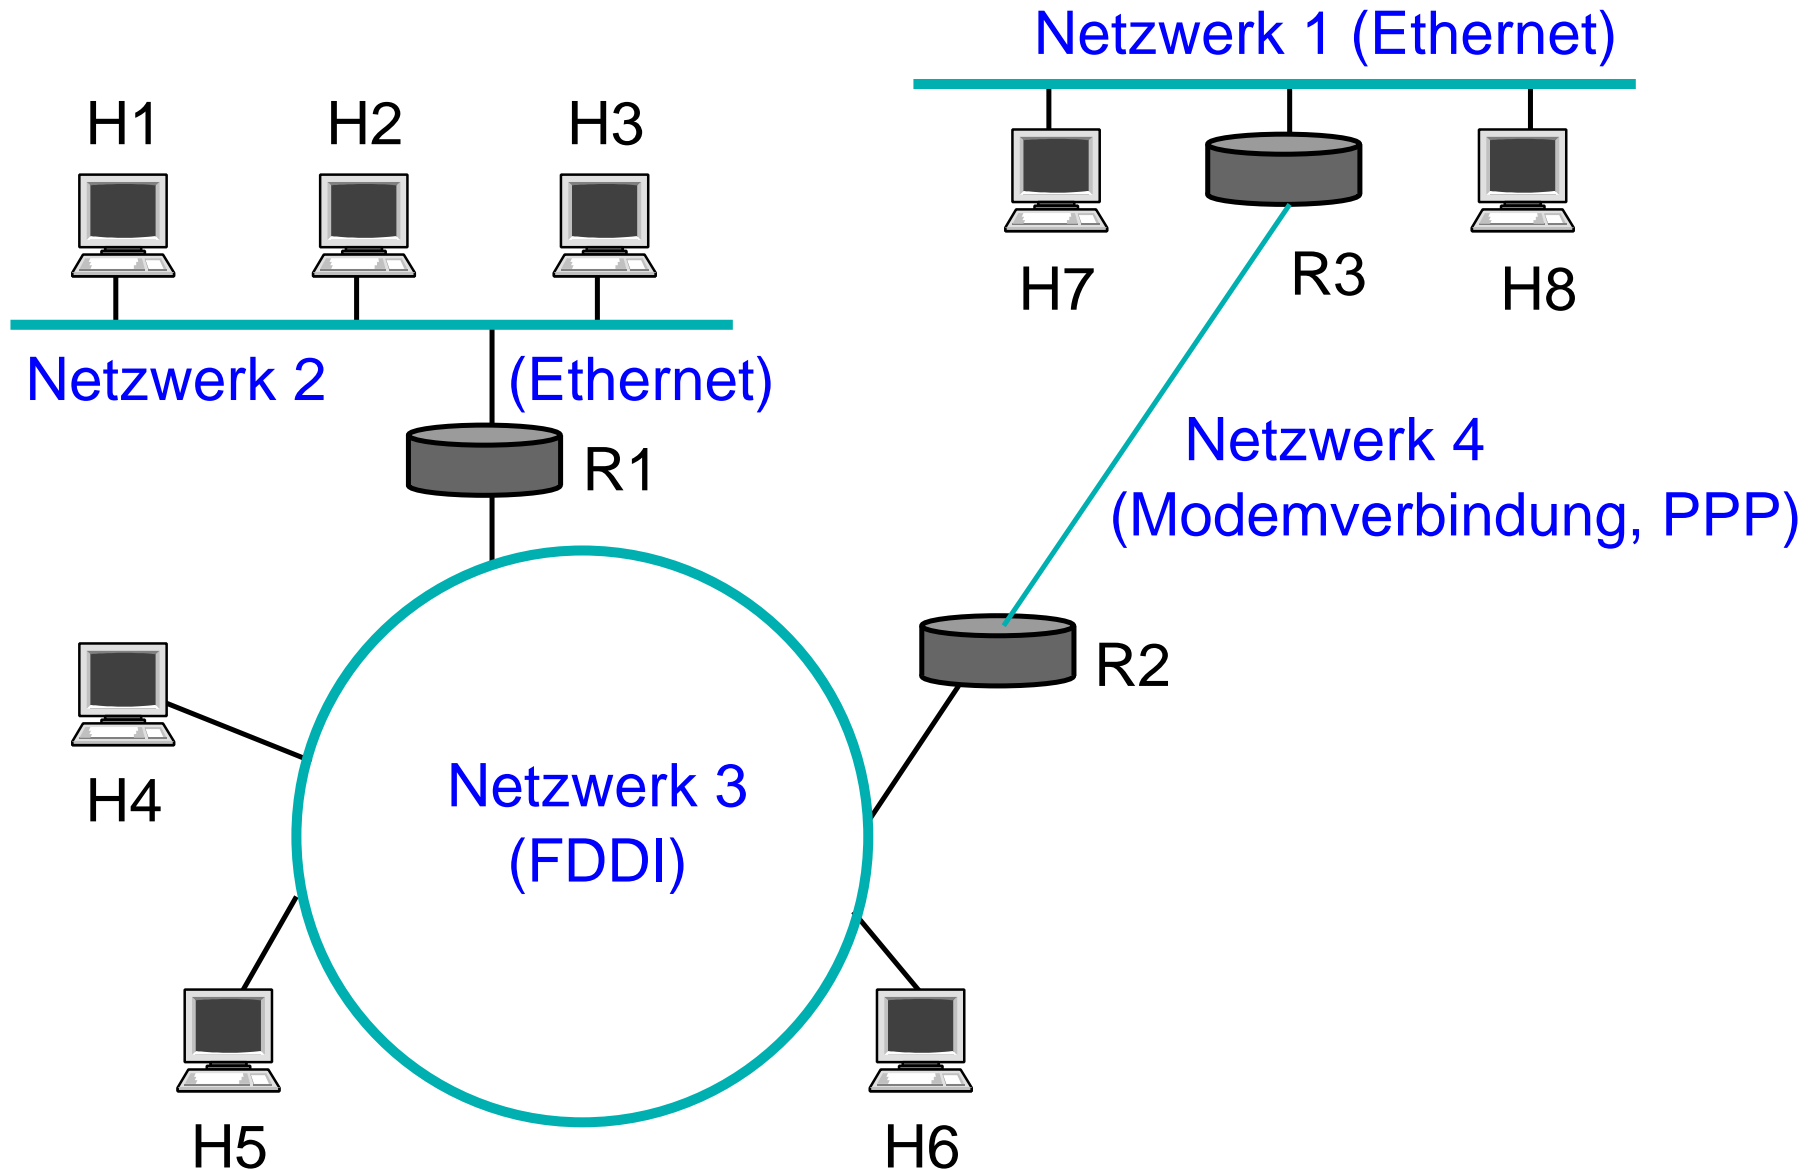 Netzwerk 1 (Ethernet)
H1
H2
H3
H7
R3
H8
Netzwerk 2
(Ethernet)
R1
Netzwerk 4
(Modemverbindung, PPP)
R2
H4
Netzwerk 3
(FDDI)
H5
H6